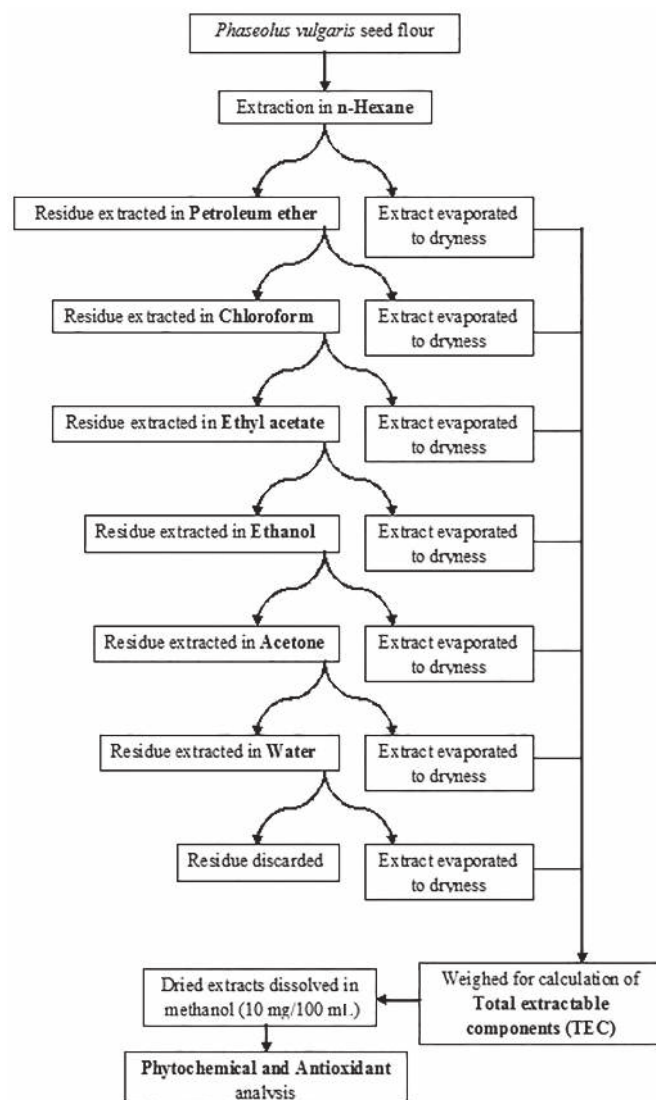 Phaseolus vulgaris seed flour
Extraction in n-Hexane
Residue extracted in Petroleum ether
Extract evaporated
to dryness
Residue extracted in Chloroform
Extract evaporated
to dryness
Residue extracted in Ethyl acetate
Extract evaporated
to dryness
Residue extracted in Ethanol
Extract evaporated
to dryness
Residue extracted in Acetone
Extract evaporated
to dryness
Residue extracted in Water
Extract evaporated
to dryness
Residue discarded
Extract evaporated
to dryness
Weighed for calculation of
Total extractable
components (TEC)
Dried extracts dissolved in
methanol (10 mg/100 mL)
Phytochemical and Antioxidant
analysis